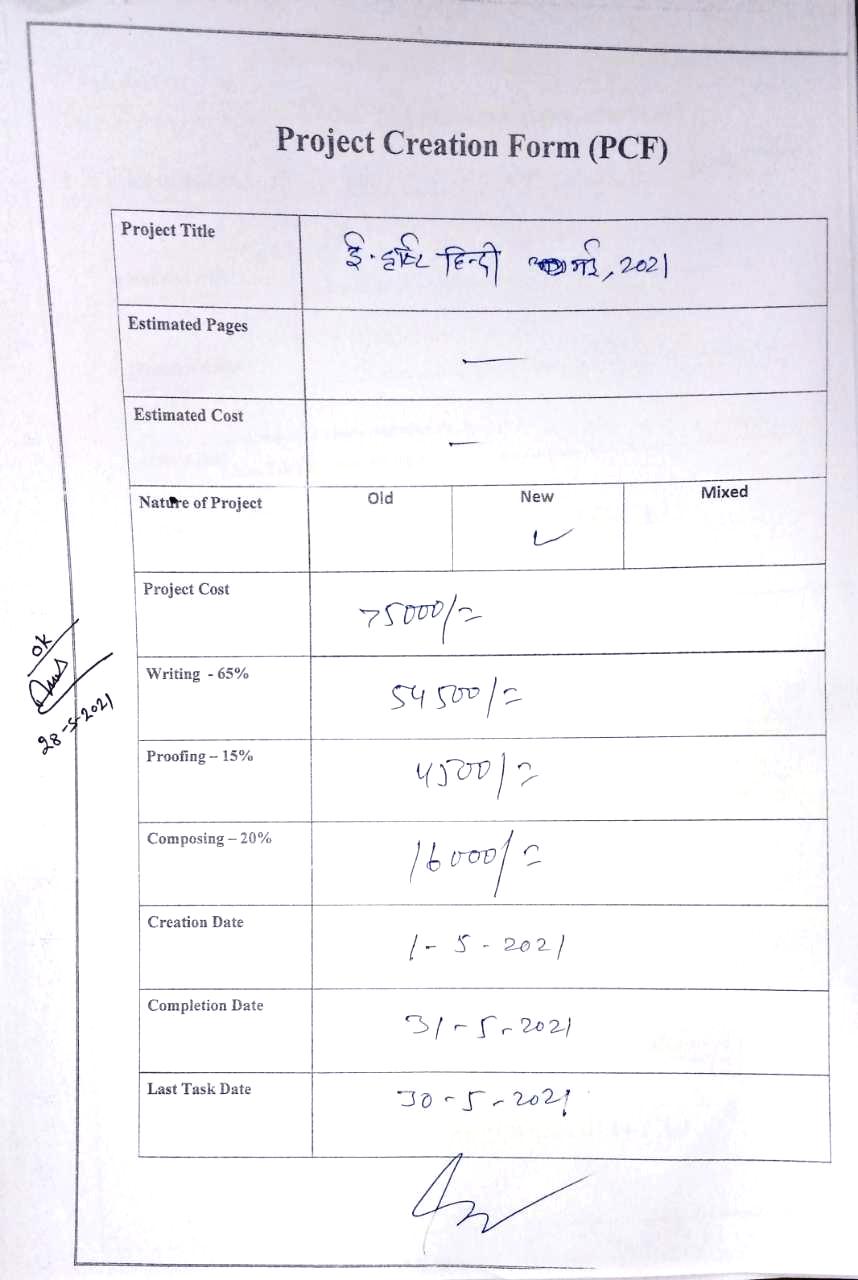 Project Creation Form (PCF)
Project Title
ई-दृष्टि हिन्दी मई, 2021
Estimated Pages
—
Estimated Cost
—
Nature of Project Old New Mixed
✓
Project Cost 75000/=
Writing - 65% 54500/=
Proofing – 15% 4500/=
Composing – 20% 16000/=
Creation Date 1-5-2021
Completion Date 31-5-2021
Last Task Date 30-5-2021
OK
28-5-2021